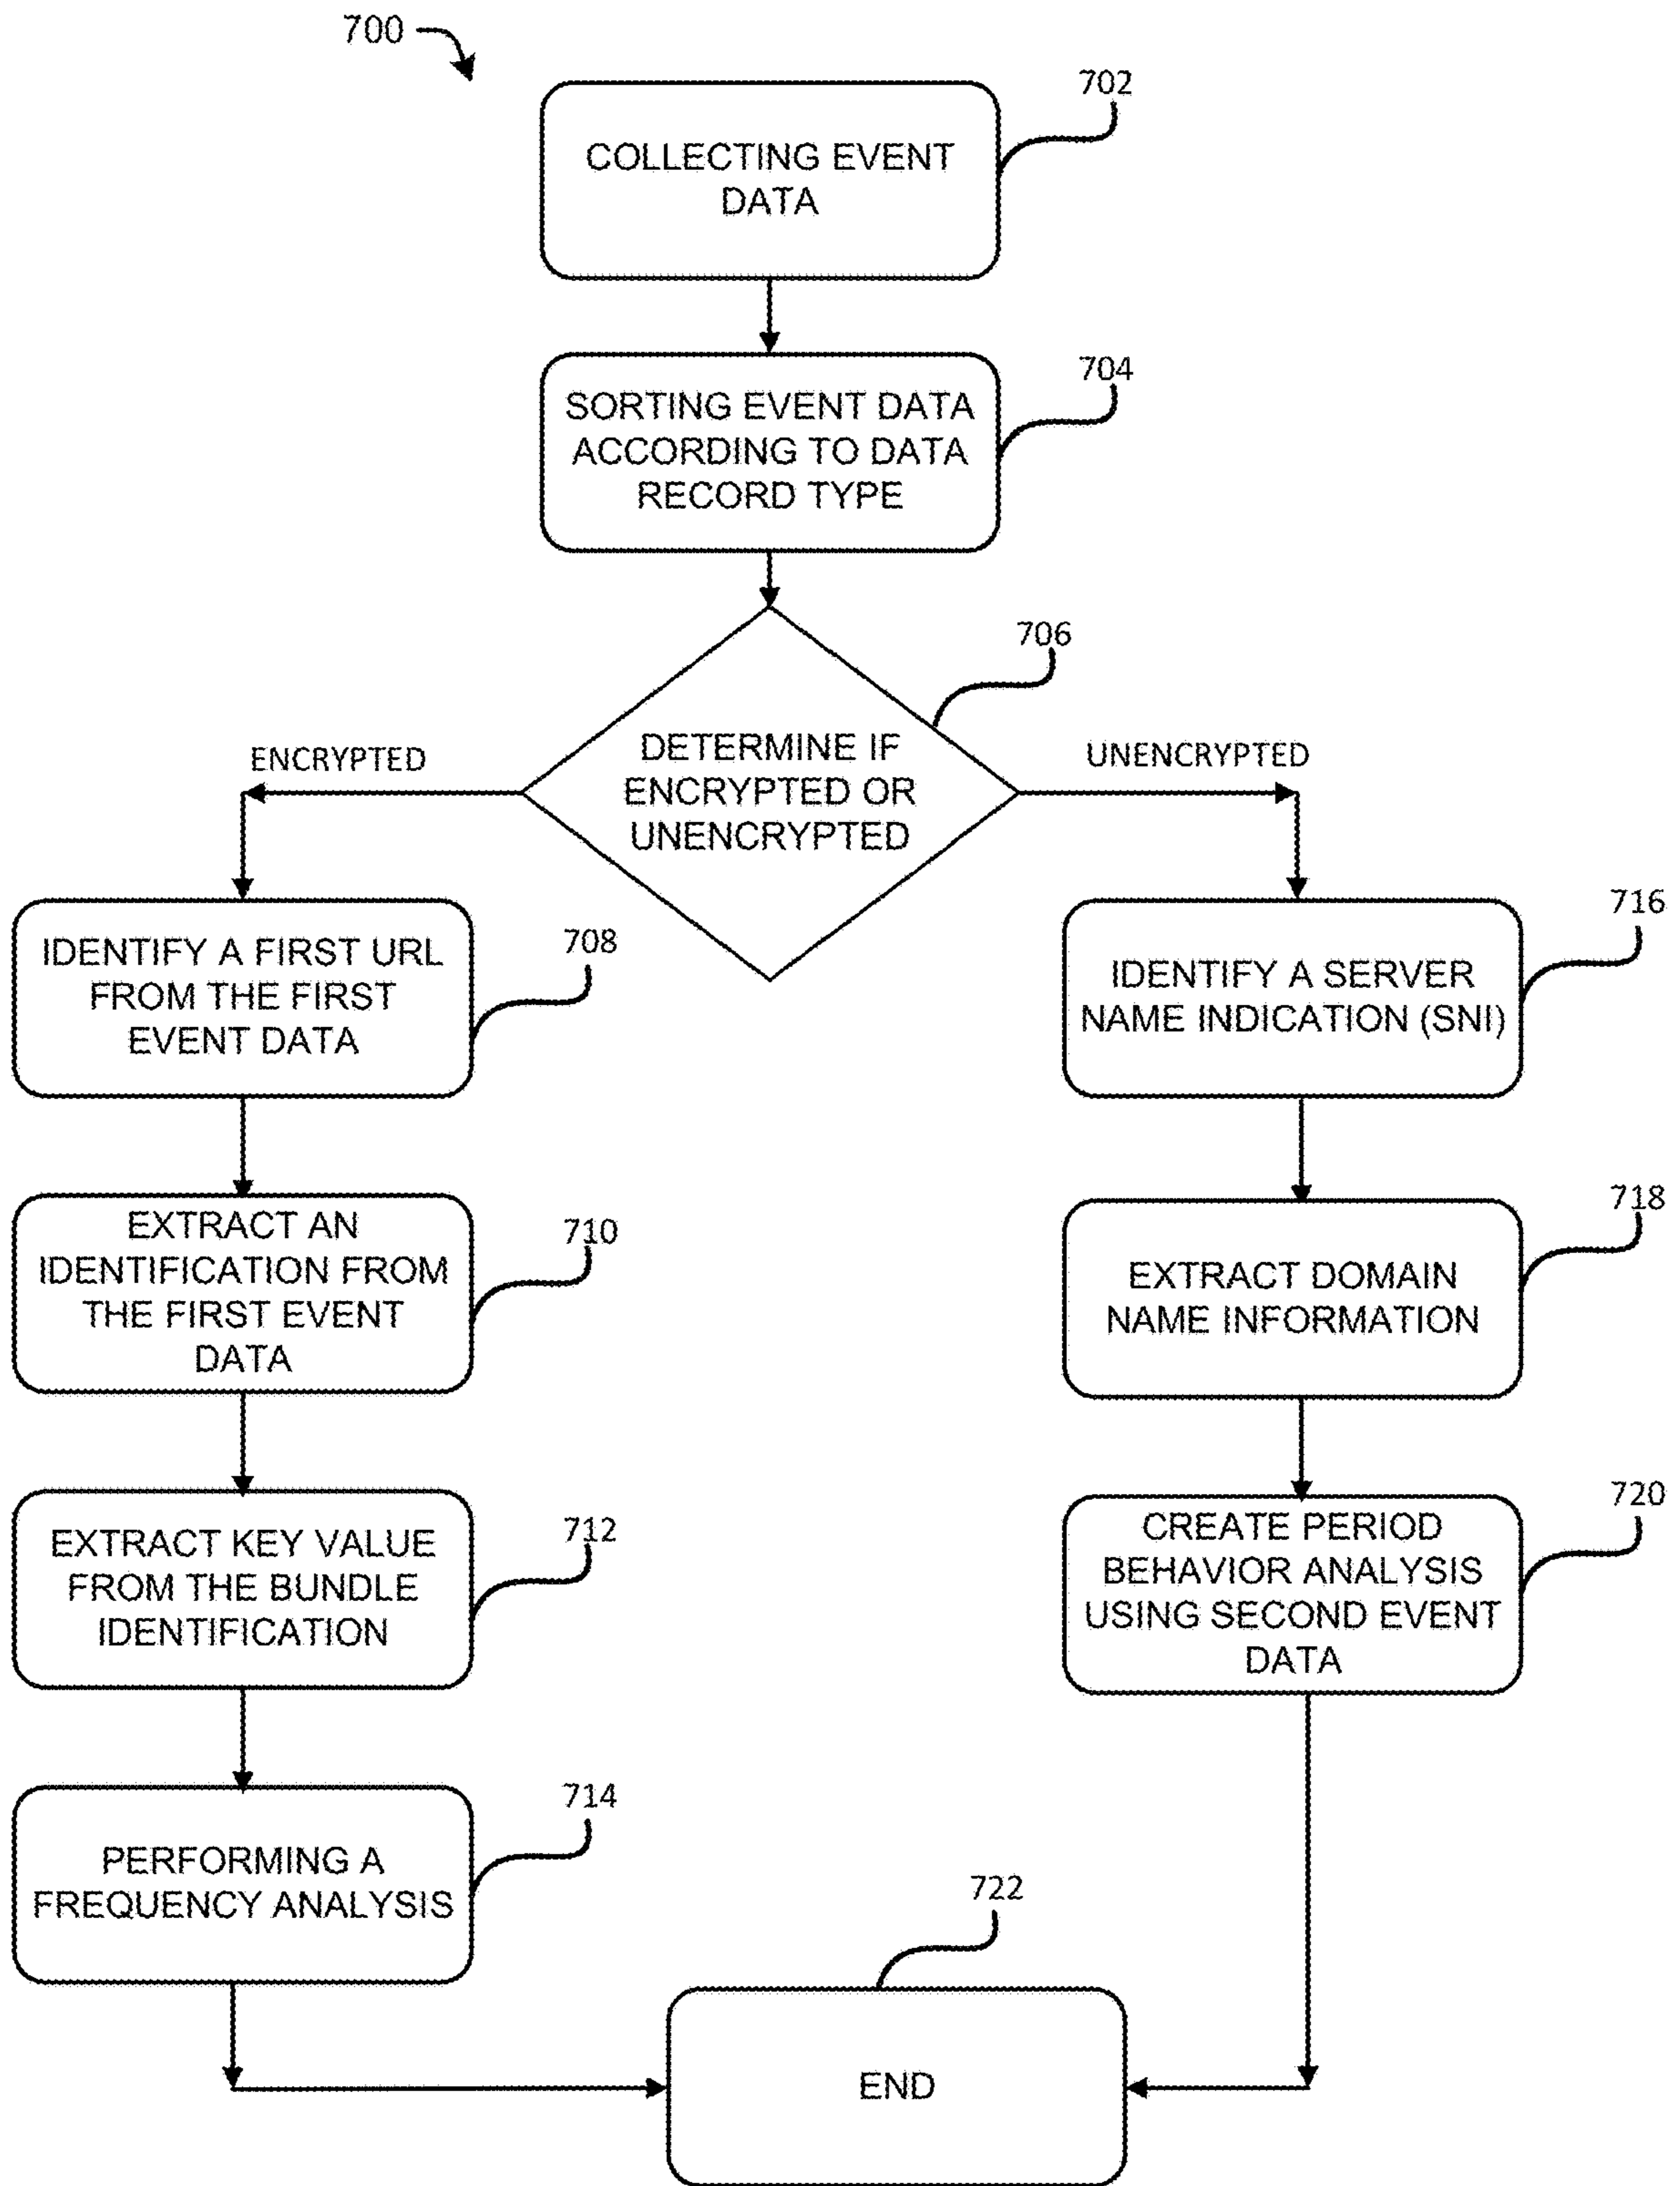 700
702
COLLECTING EVENT
DATA
704
SORTING EVENT DATA
ACCORDING TO DATA
RECORD TYPE
706
DETERMINE IF
ENCRYPTED OR
UNENCRYPTED
ENCRYPTED
UNENCRYPTED
708
IDENTIFY A FIRST URL
FROM THE FIRST
EVENT DATA
710
EXTRACT AN
IDENTIFICATION FROM
THE FIRST EVENT
DATA
712
EXTRACT KEY VALUE
FROM THE BUNDLE
IDENTIFICATION
714
PERFORMING A
FREQUENCY ANALYSIS
716
IDENTIFY A SERVER
NAME INDICATION (SNI)
718
EXTRACT DOMAIN
NAME INFORMATION
720
CREATE PERIOD
BEHAVIOR ANALYSIS
USING SECOND EVENT
DATA
722
END